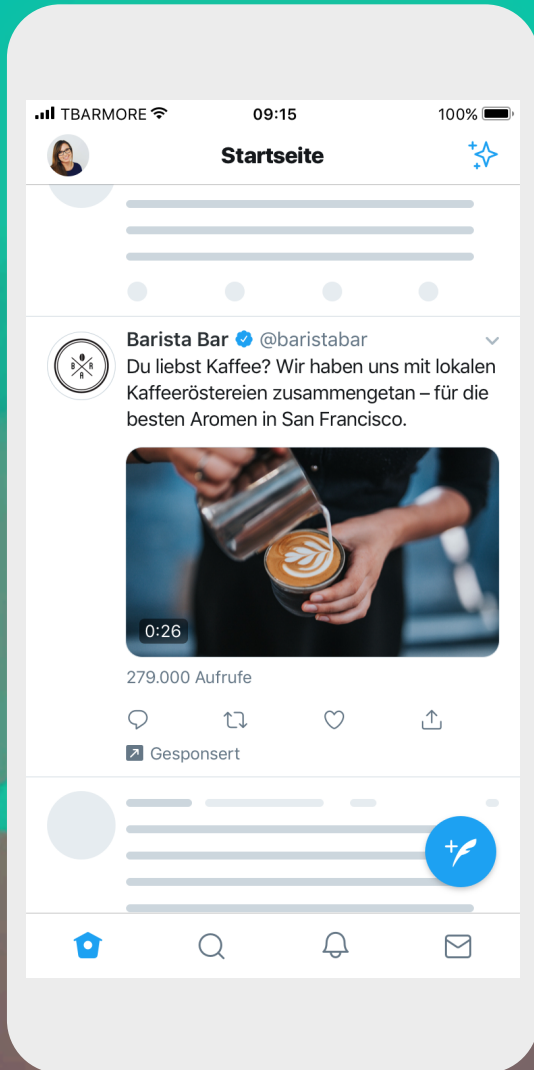 TBARMORE 09:15 100%
Startseite
Barista Bar @baristabar
Du liebst Kaffee? Wir haben uns mit lokalen
Kaffeeröstereien zusammengetan – für die
besten Aromen in San Francisco.
B A R
0:26
279.000 Aufrufe
Gesponsert